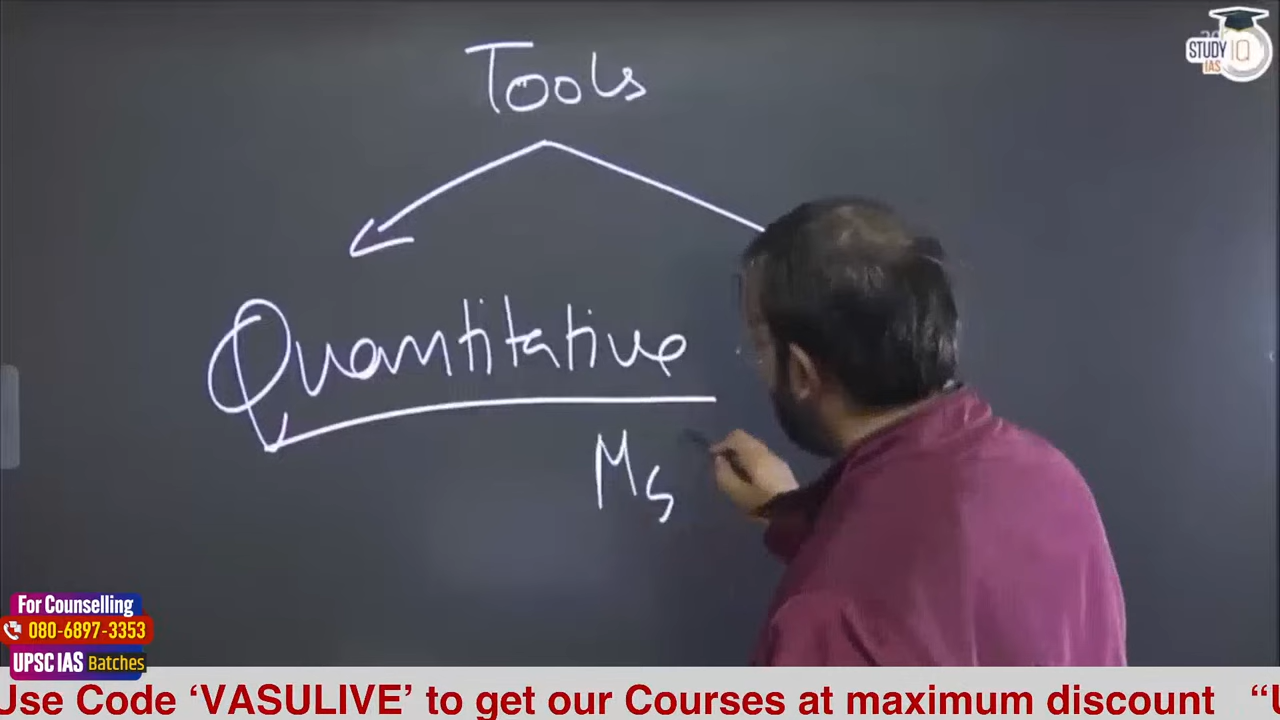 Tools
STUDY IQ
IAS
Quantitative
Ms
For Counselling
080-6897-3353
UPSC IAS Batches
Use Code ‘VASULIVE’ to get our Courses at maximum discount “U